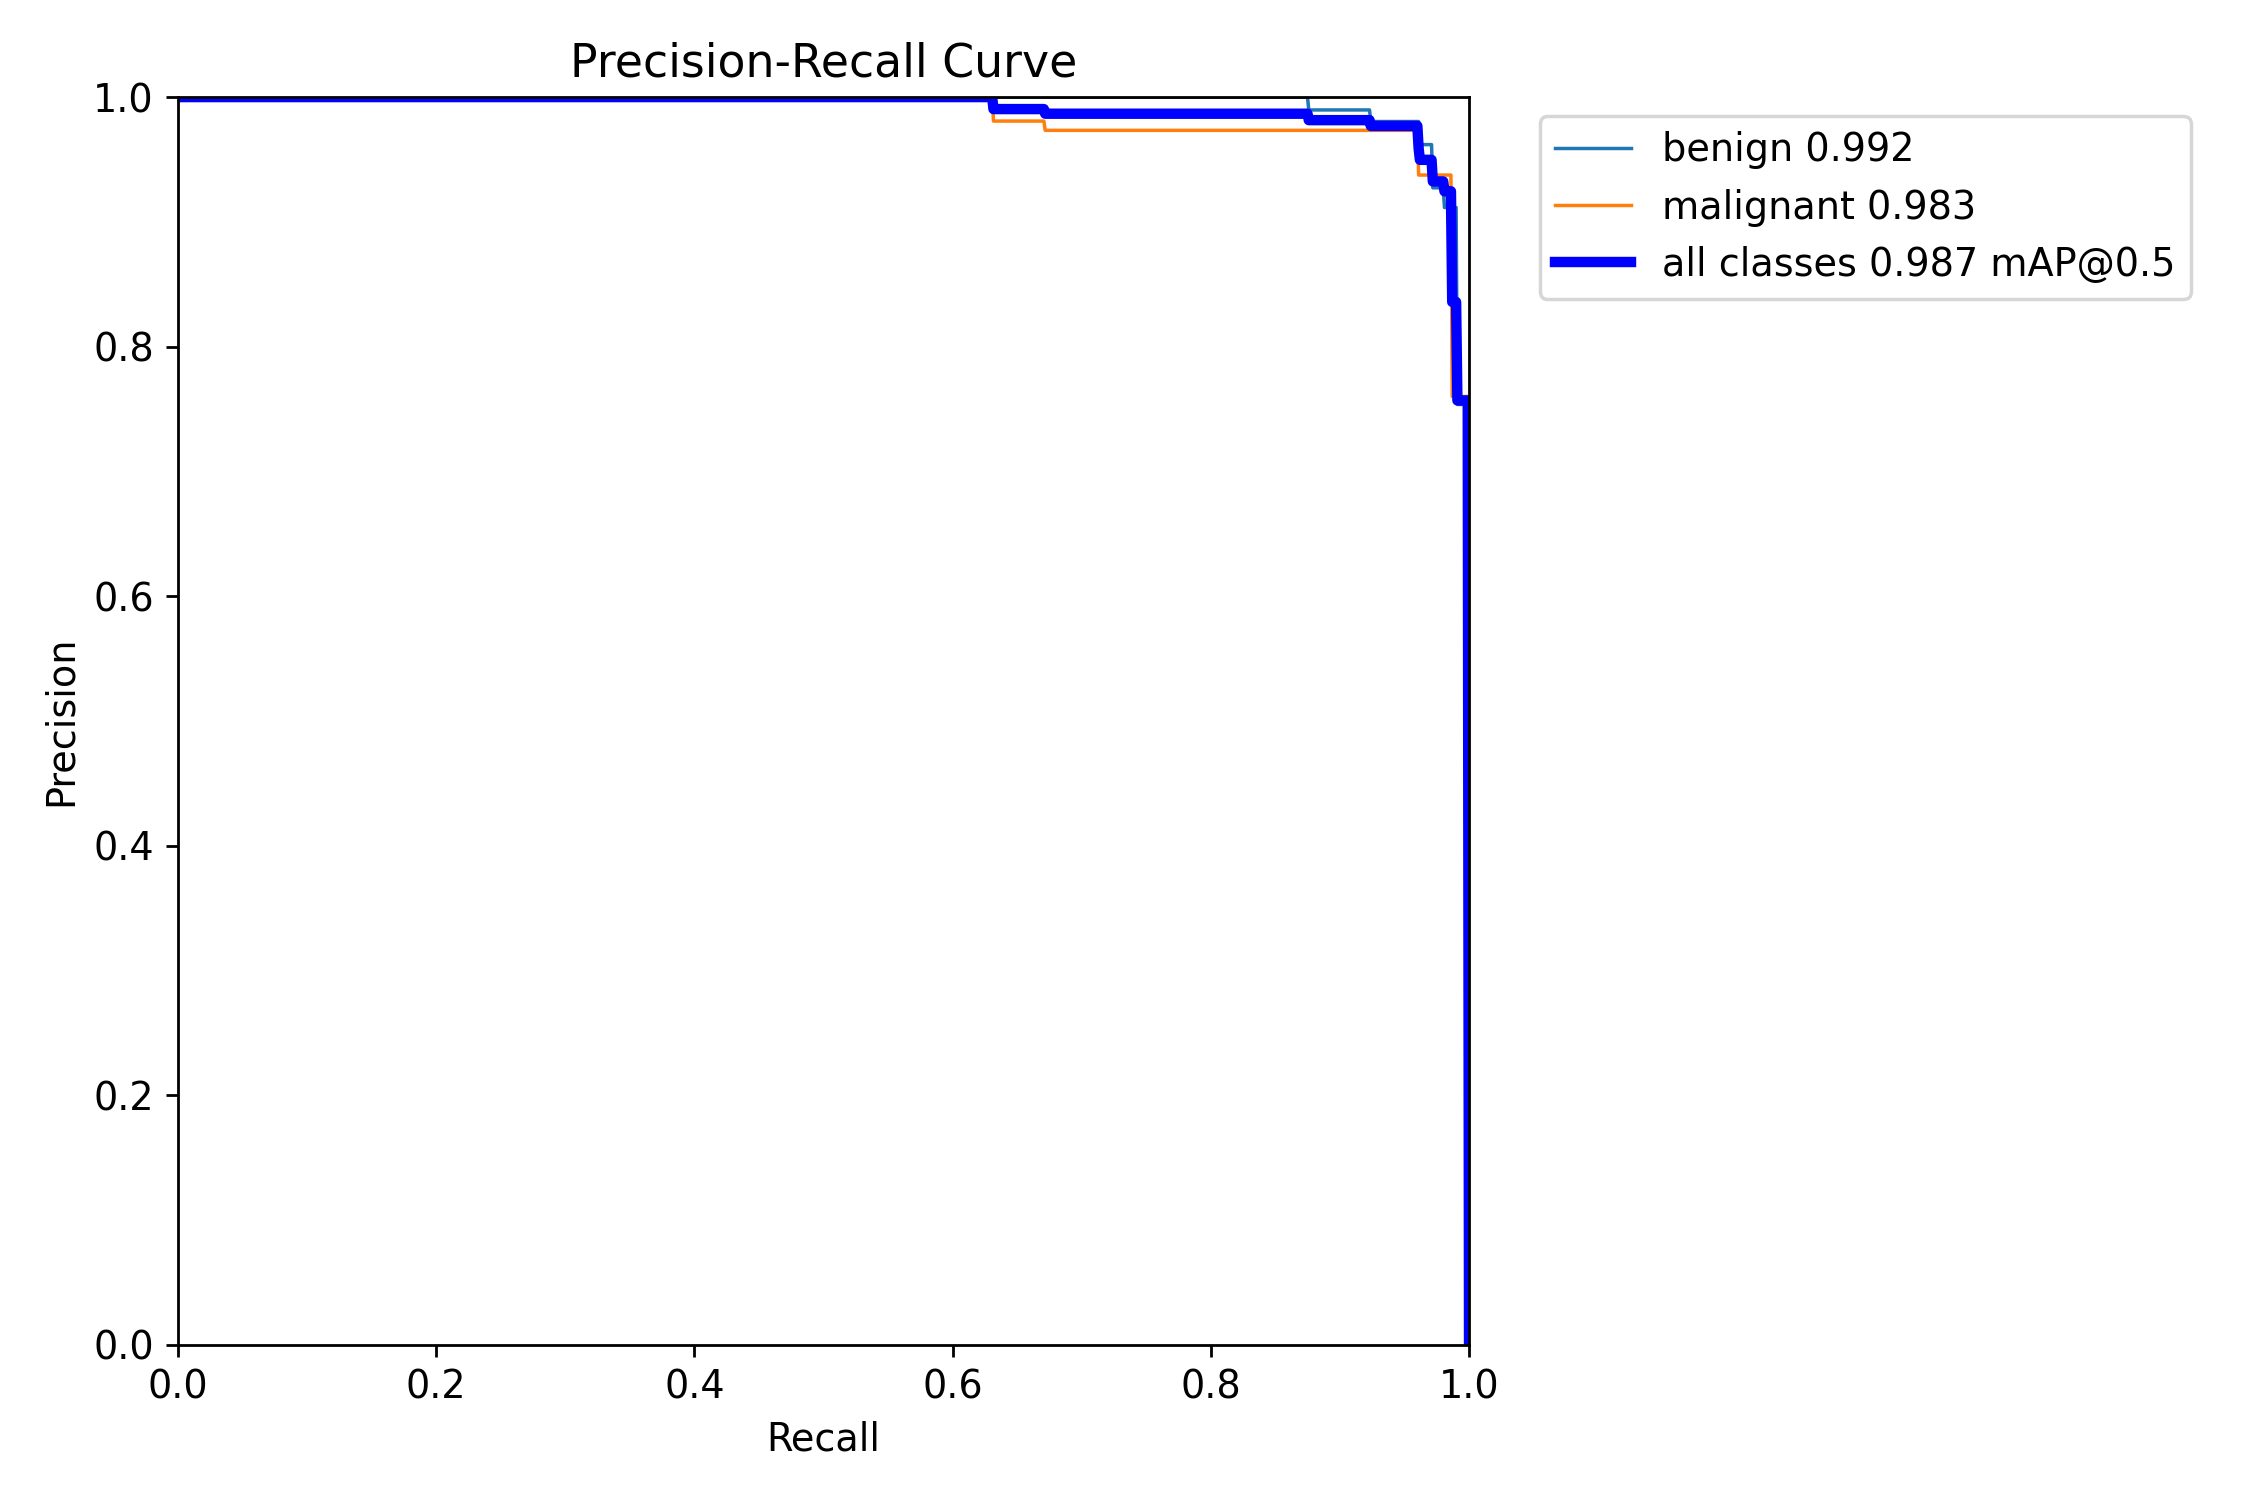 Precision-Recall Curve
1.0
0.8
0.6
0.4
0.2
0.0
Precision
0.0 0.2 0.4 0.6 0.8 1.0
Recall
benign 0.992
malignant 0.983
all classes 0.987 mAP@0.5